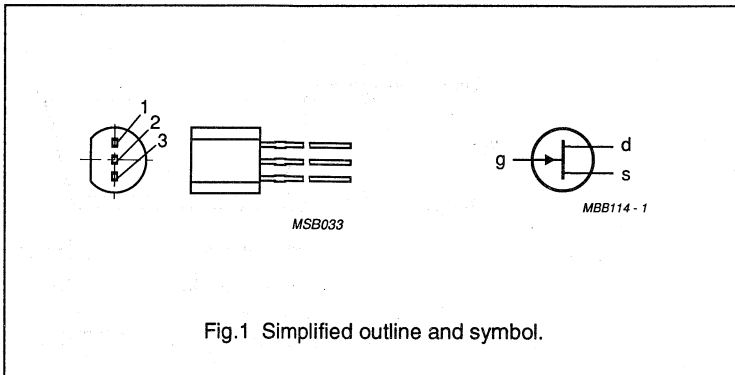 1
2
3
g
d
s
MSB033
MBB114 - 1
Fig.1 Simplified outline and symbol.